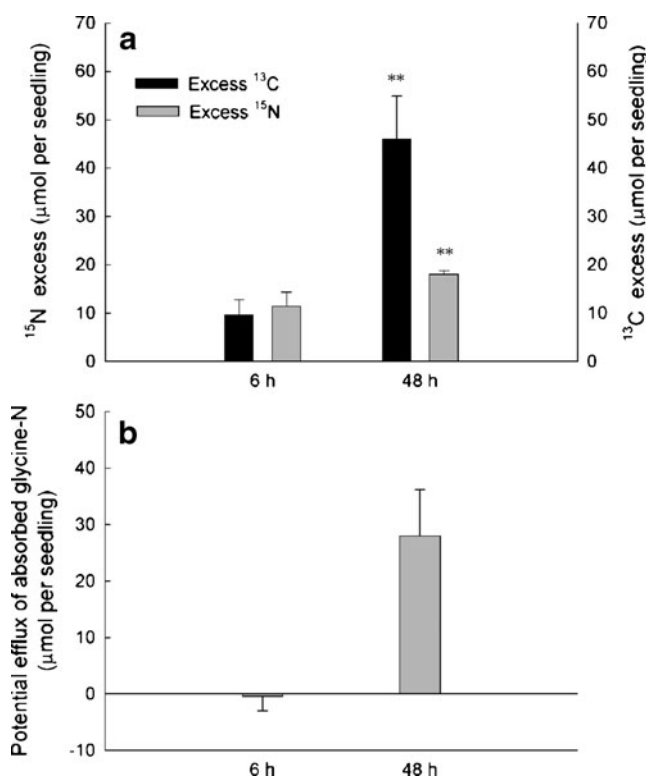 a
Excess ¹³C
Excess ¹⁵N
**
**
70
60
50
40
30
20
10
0
¹⁵N excess (µmol per seedling)
70
60
50
40
30
20
10
0
¹³C excess (µmol per seedling)
6 h 48 h
b
50
40
30
20
10
0
-10
Potential efflux of absorbed glycine-N
(µmol per seedling)
6 h 48 h